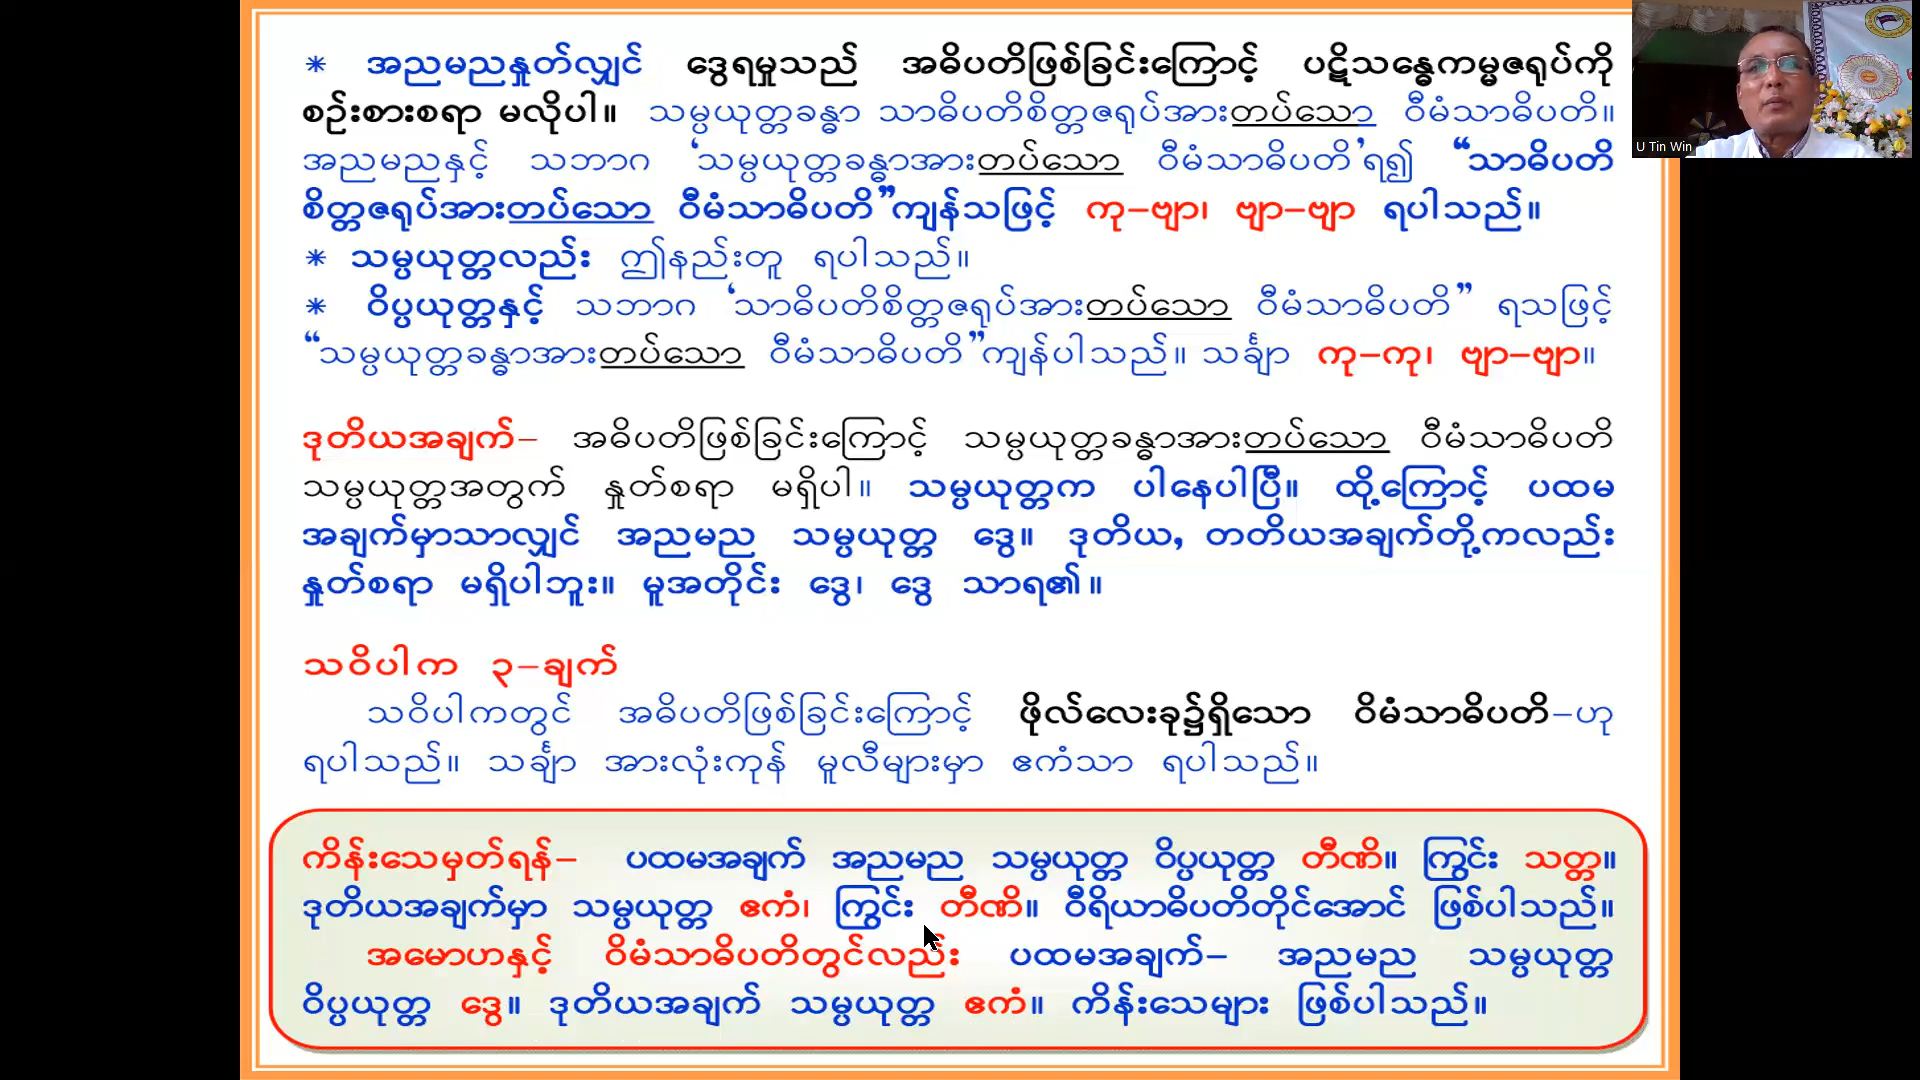 * အညမညနှုတ်လျှင် ဒွေရမှုသည် အဓိပတိဖြစ်ခြင်းကြောင့် ပဋိသန္ဓေကမ္မဇရုပ်ကို
စဉ်းစားစရာ မလိုပါ။ သမ္ပယုတ္တခန္ဓာ သာဓိပတိစိတ္တဇရုပ်အားတပ်သော ဝီမံသာဓိပတိ။
အညမညနှင့် သဘာဂ ‘သမ္ပယုတ္တခန္ဓာအားတပ်သော ဝီမံသာဓိပတိ’ရ၍ “သာဓိပတိ
စိတ္တဇရုပ်အားတပ်သော ဝီမံသာဓိပတိ”ကျန်သဖြင့် ကု–ဗျာ၊ ဗျာ–ဗျာ ရပါသည်။
* သမ္ပယုတ္တလည်း ဤနည်းတူ ရပါသည်။
* ဝိပ္ပယုတ္တနှင့် သဘာဂ ‘သာဓိပတိစိတ္တဇရုပ်အားတပ်သော ဝီမံသာဓိပတိ” ရသဖြင့်
“သမ္ပယုတ္တခန္ဓာအားတပ်သော ဝီမံသာဓိပတိ”ကျန်ပါသည်။ သင်္ချာ ကု–ကု၊ ဗျာ–ဗျာ။
ဒုတိယအချက်– အဓိပတိဖြစ်ခြင်းကြောင့် သမ္ပယုတ္တခန္ဓာအားတပ်သော ဝီမံသာဓိပတိ
သမ္ပယုတ္တအတွက် နှုတ်စရာ မရှိပါ။ သမ္ပယုတ္တက ပါနေပါပြီ။ ထို့ကြောင့် ပထမ
အချက်မှာသာလျှင် အညမည သမ္ပယုတ္တ ဒွေ။ ဒုတိယ, တတိယအချက်တို့ကလည်း
နှုတ်စရာ မရှိပါဘူး။ မူအတိုင်း ဒွေ၊ ဒွေ သာရ၏။
သဝိပါက ၃–ချက်
သဝိပါကတွင် အဓိပတိဖြစ်ခြင်းကြောင့် ဖိုလ်လေးခု၌ရှိသော ဝိမံသာဓိပတိ–ဟု
ရပါသည်။ သင်္ချာ အားလုံးကုန် မူလီများမှာ ဧကံသာ ရပါသည်။
ကိန်းသေမှတ်ရန်– ပထမအချက် အညမည သမ္ပယုတ္တ ဝိပ္ပယုတ္တ တီဏိ။ ကြွင်း သတ္တ။
ဒုတိယအချက်မှာ သမ္ပယုတ္တ ဧကံ၊ ကြွင်း တီဏိ။ ဝီရိယာဓိပတိတိုင်အောင် ဖြစ်ပါသည်။
အမောဟနှင့် ဝိမံသာဓိပတိတွင်လည်း ပထမအချက်– အညမည သမ္ပယုတ္တ
ဝိပ္ပယုတ္တ ဒွေ။ ဒုတိယအချက် သမ္ပယုတ္တ ဧကံ။ ကိန်းသေများ ဖြစ်ပါသည်။
U Tin Win